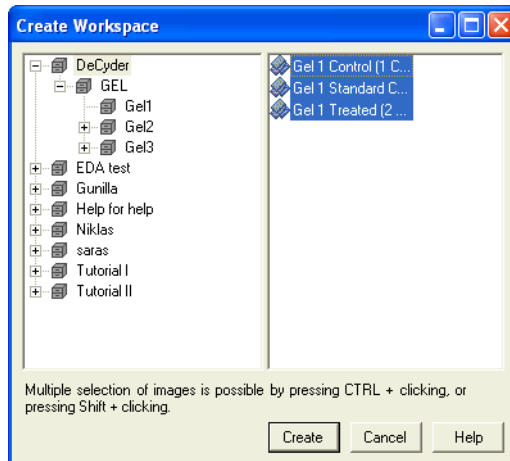 Create Workspace
DeCyder
GEL
Gel1
Gel2
Gel3
EDA test
Gunilla
Help for help
Niklas
saras
Tutorial I
Tutorial II
Gel 1 Control (1 C...
Gel 1 Standard C...
Gel 1 Treated (2 ...
Multiple selection of images is possible by pressing CTRL + clicking, or
pressing Shift + clicking.
Create Cancel Help